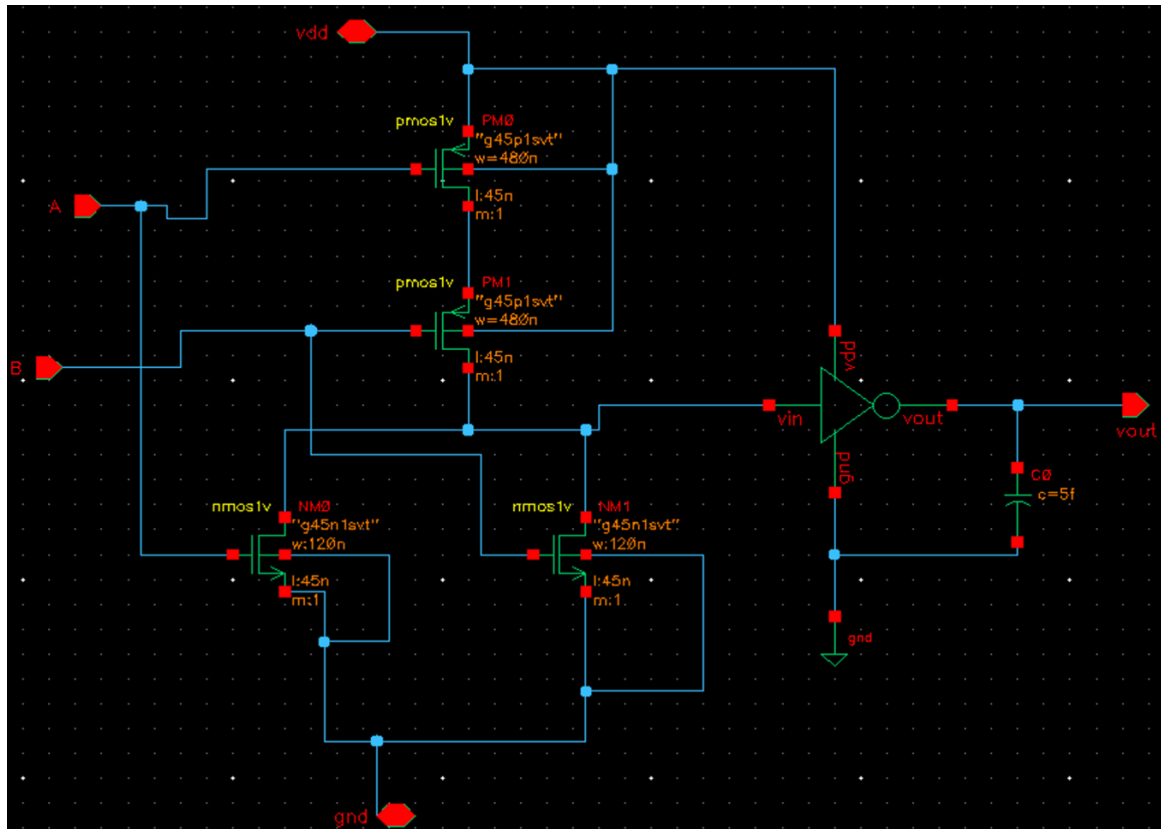 vdd
pmos1v
PM0
"g45p1svt"
w=480n
l:45n
m:1
A
pmos1v
PM1
"g45p1svt"
w=480n
l:45n
m:1
B
vdd
vin
vout
vout
gnd
C0
c=5f
nmos1v
NM0
"g45n1svt"
w:120n
l:45n
m:1
nmos1v
NM1
"g45n1svt"
w:120n
l:45n
m:1
gnd
gnd